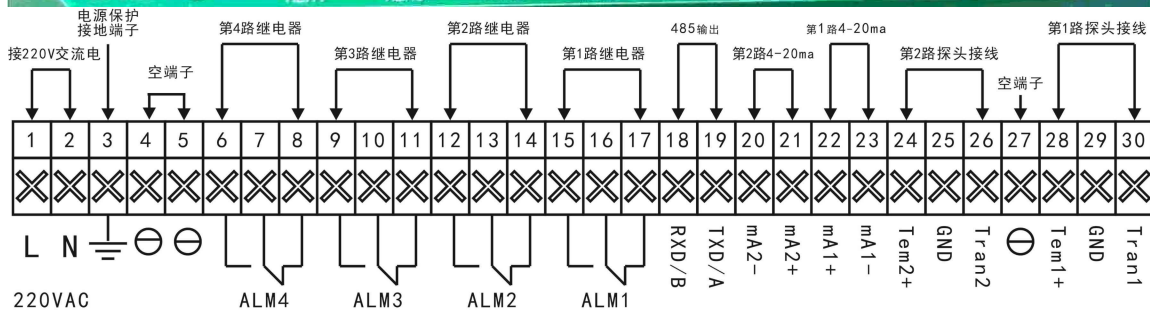 电源保护
接地端子
第4路继电器
第2路继电器
485输出
第1路4-20ma
第1路探头接线
接220V交流电
空端子
第3路继电器
第1路继电器
第2路4-20ma
第2路探头接线
空端子
1 2 3 4 5 6 7 8 9 10 11 12 13 14 15 16 17 18 19 20 21 22 23 24 25 26 27 28 29 30
L N
RXD/B
TXD/A
mA2-
mA2+
mA1+
mA1-
Tem2+
GND
Tran2
Tem1+
GND
Tran1
220VAC
ALM4
ALM3
ALM2
ALM1